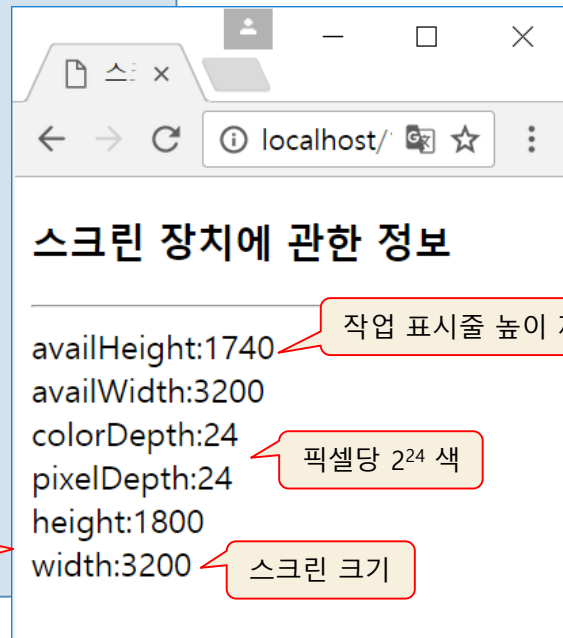 localhost/
스크린 장치에 관한 정보
작업 표시줄 높이
availHeight:1740
availWidth:3200
colorDepth:24
픽셀당 2²⁴ 색
pixelDepth:24
height:1800
width:3200
스크린 크기